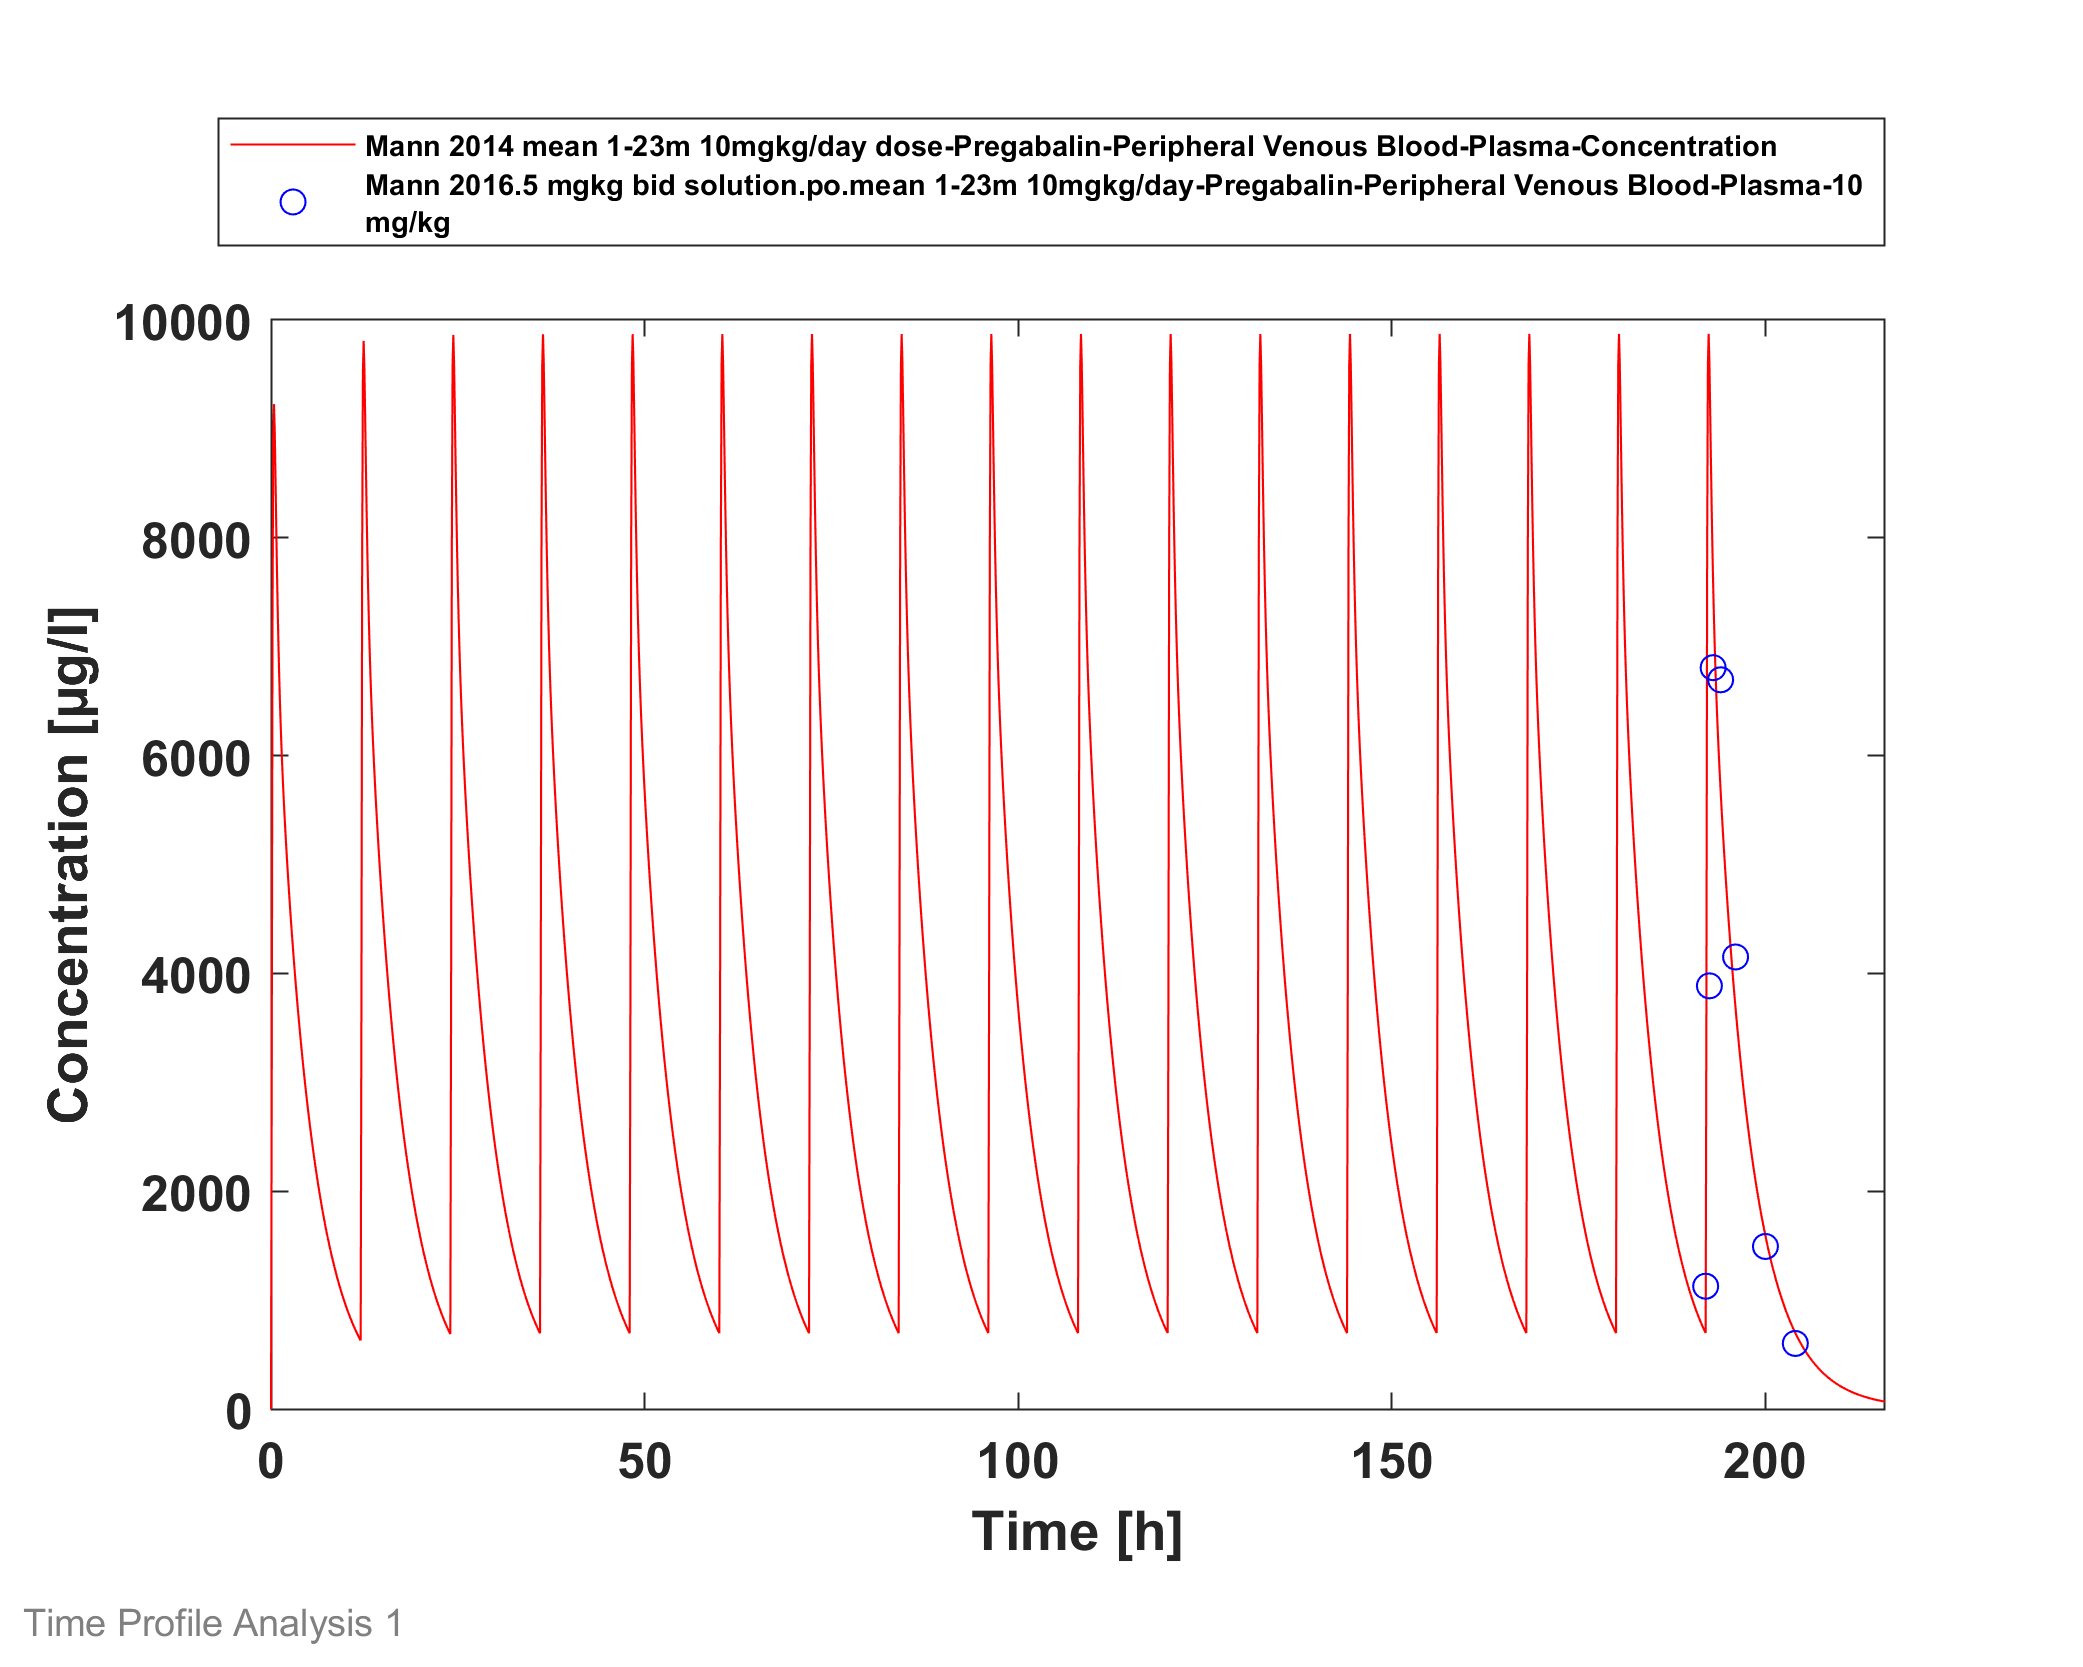 Mann 2014 mean 1-23m 10mgkg/day dose-Pregabalin-Peripheral Venous Blood-Plasma-Concentration
Mann 2016.5 mgkg bid solution.po.mean 1-23m 10mgkg/day-Pregabalin-Peripheral Venous Blood-Plasma-10
mg/kg
10000
8000
6000
4000
2000
0
Concentration [µg/l]
0 50 100 150 200
Time [h]
Time Profile Analysis 1